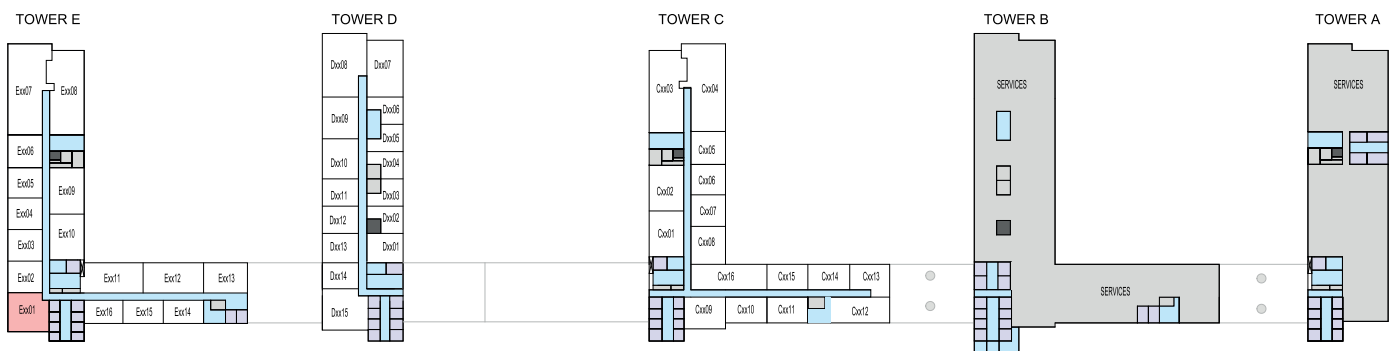 TOWER E
TOWER D
TOWER C
TOWER B
TOWER A
Exx07
Exx08
Exx06
Exx05
Exx09
Exx04
Exx03
Exx10
Exx02
Exx11
Exx12
Exx13
Exx01
Exx16
Exx15
Exx14
Dxx08
Dxx07
Dxx09
Dxx06
Dxx05
Dxx10
Dxx04
Dxx11
Dxx03
Dxx12
Dxx02
Dxx13
Dxx01
Dxx14
Dxx15
Cxx03
Cxx04
Cxx05
Cxx02
Cxx06
Cxx07
Cxx01
Cxx08
Cxx16
Cxx15
Cxx14
Cxx13
Cxx09
Cxx10
Cxx11
Cxx12
SERVICES
SERVICES
SERVICES